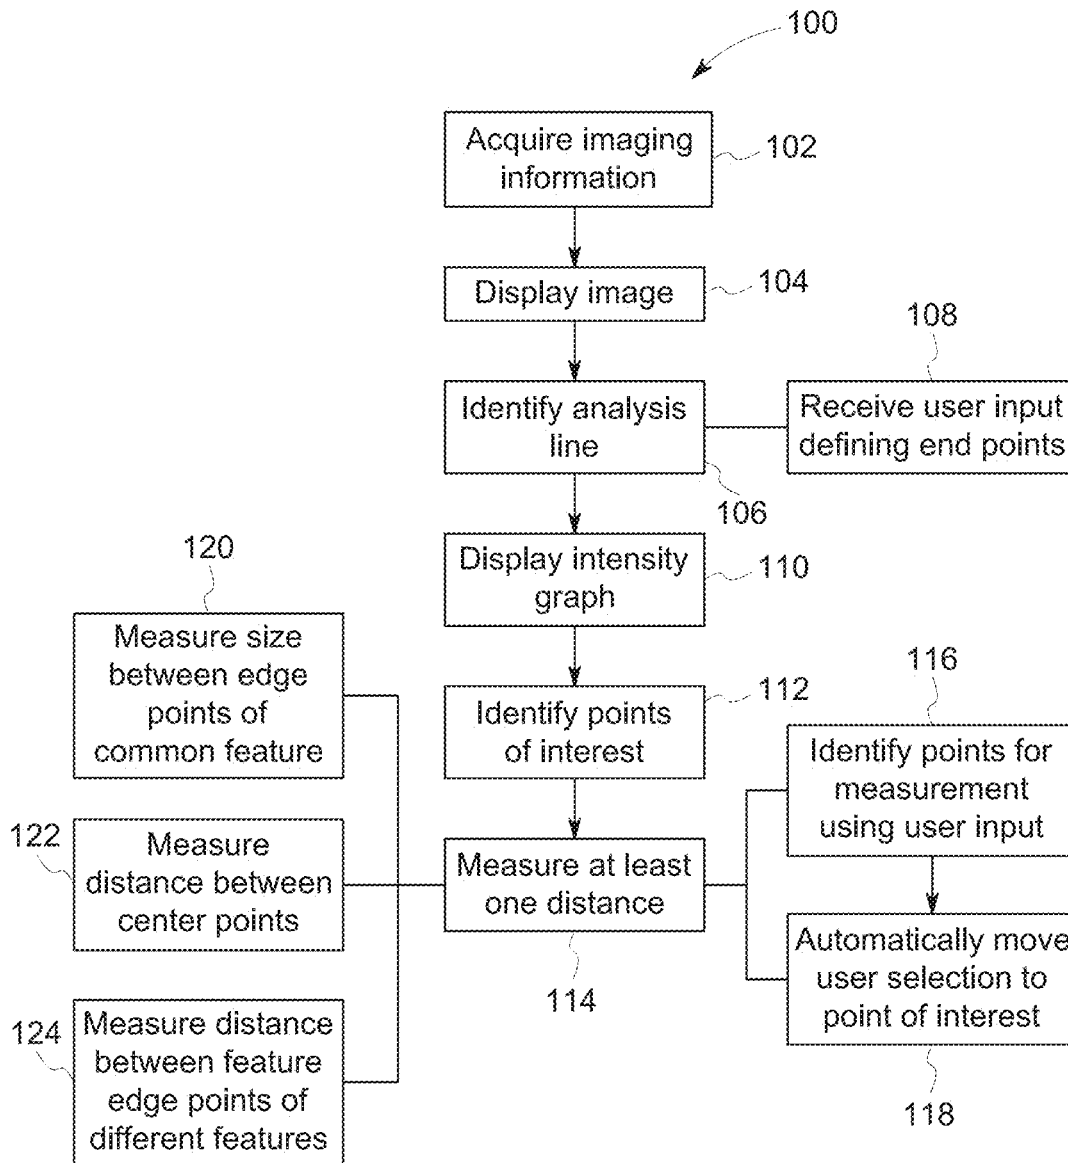 100
Acquire imaging
information
102
Display image
104
Identify analysis
line
106
108
Receive user input
defining end points
Display intensity
graph
110
Identify points
of interest
112
Measure at least
one distance
114
116
Identify points for
measurement
using user input
Automatically move
user selection to
point of interest
118
120
Measure size
between edge
points of
common feature
122
Measure
distance between
center points
124
Measure distance
between feature
edge points of
different features